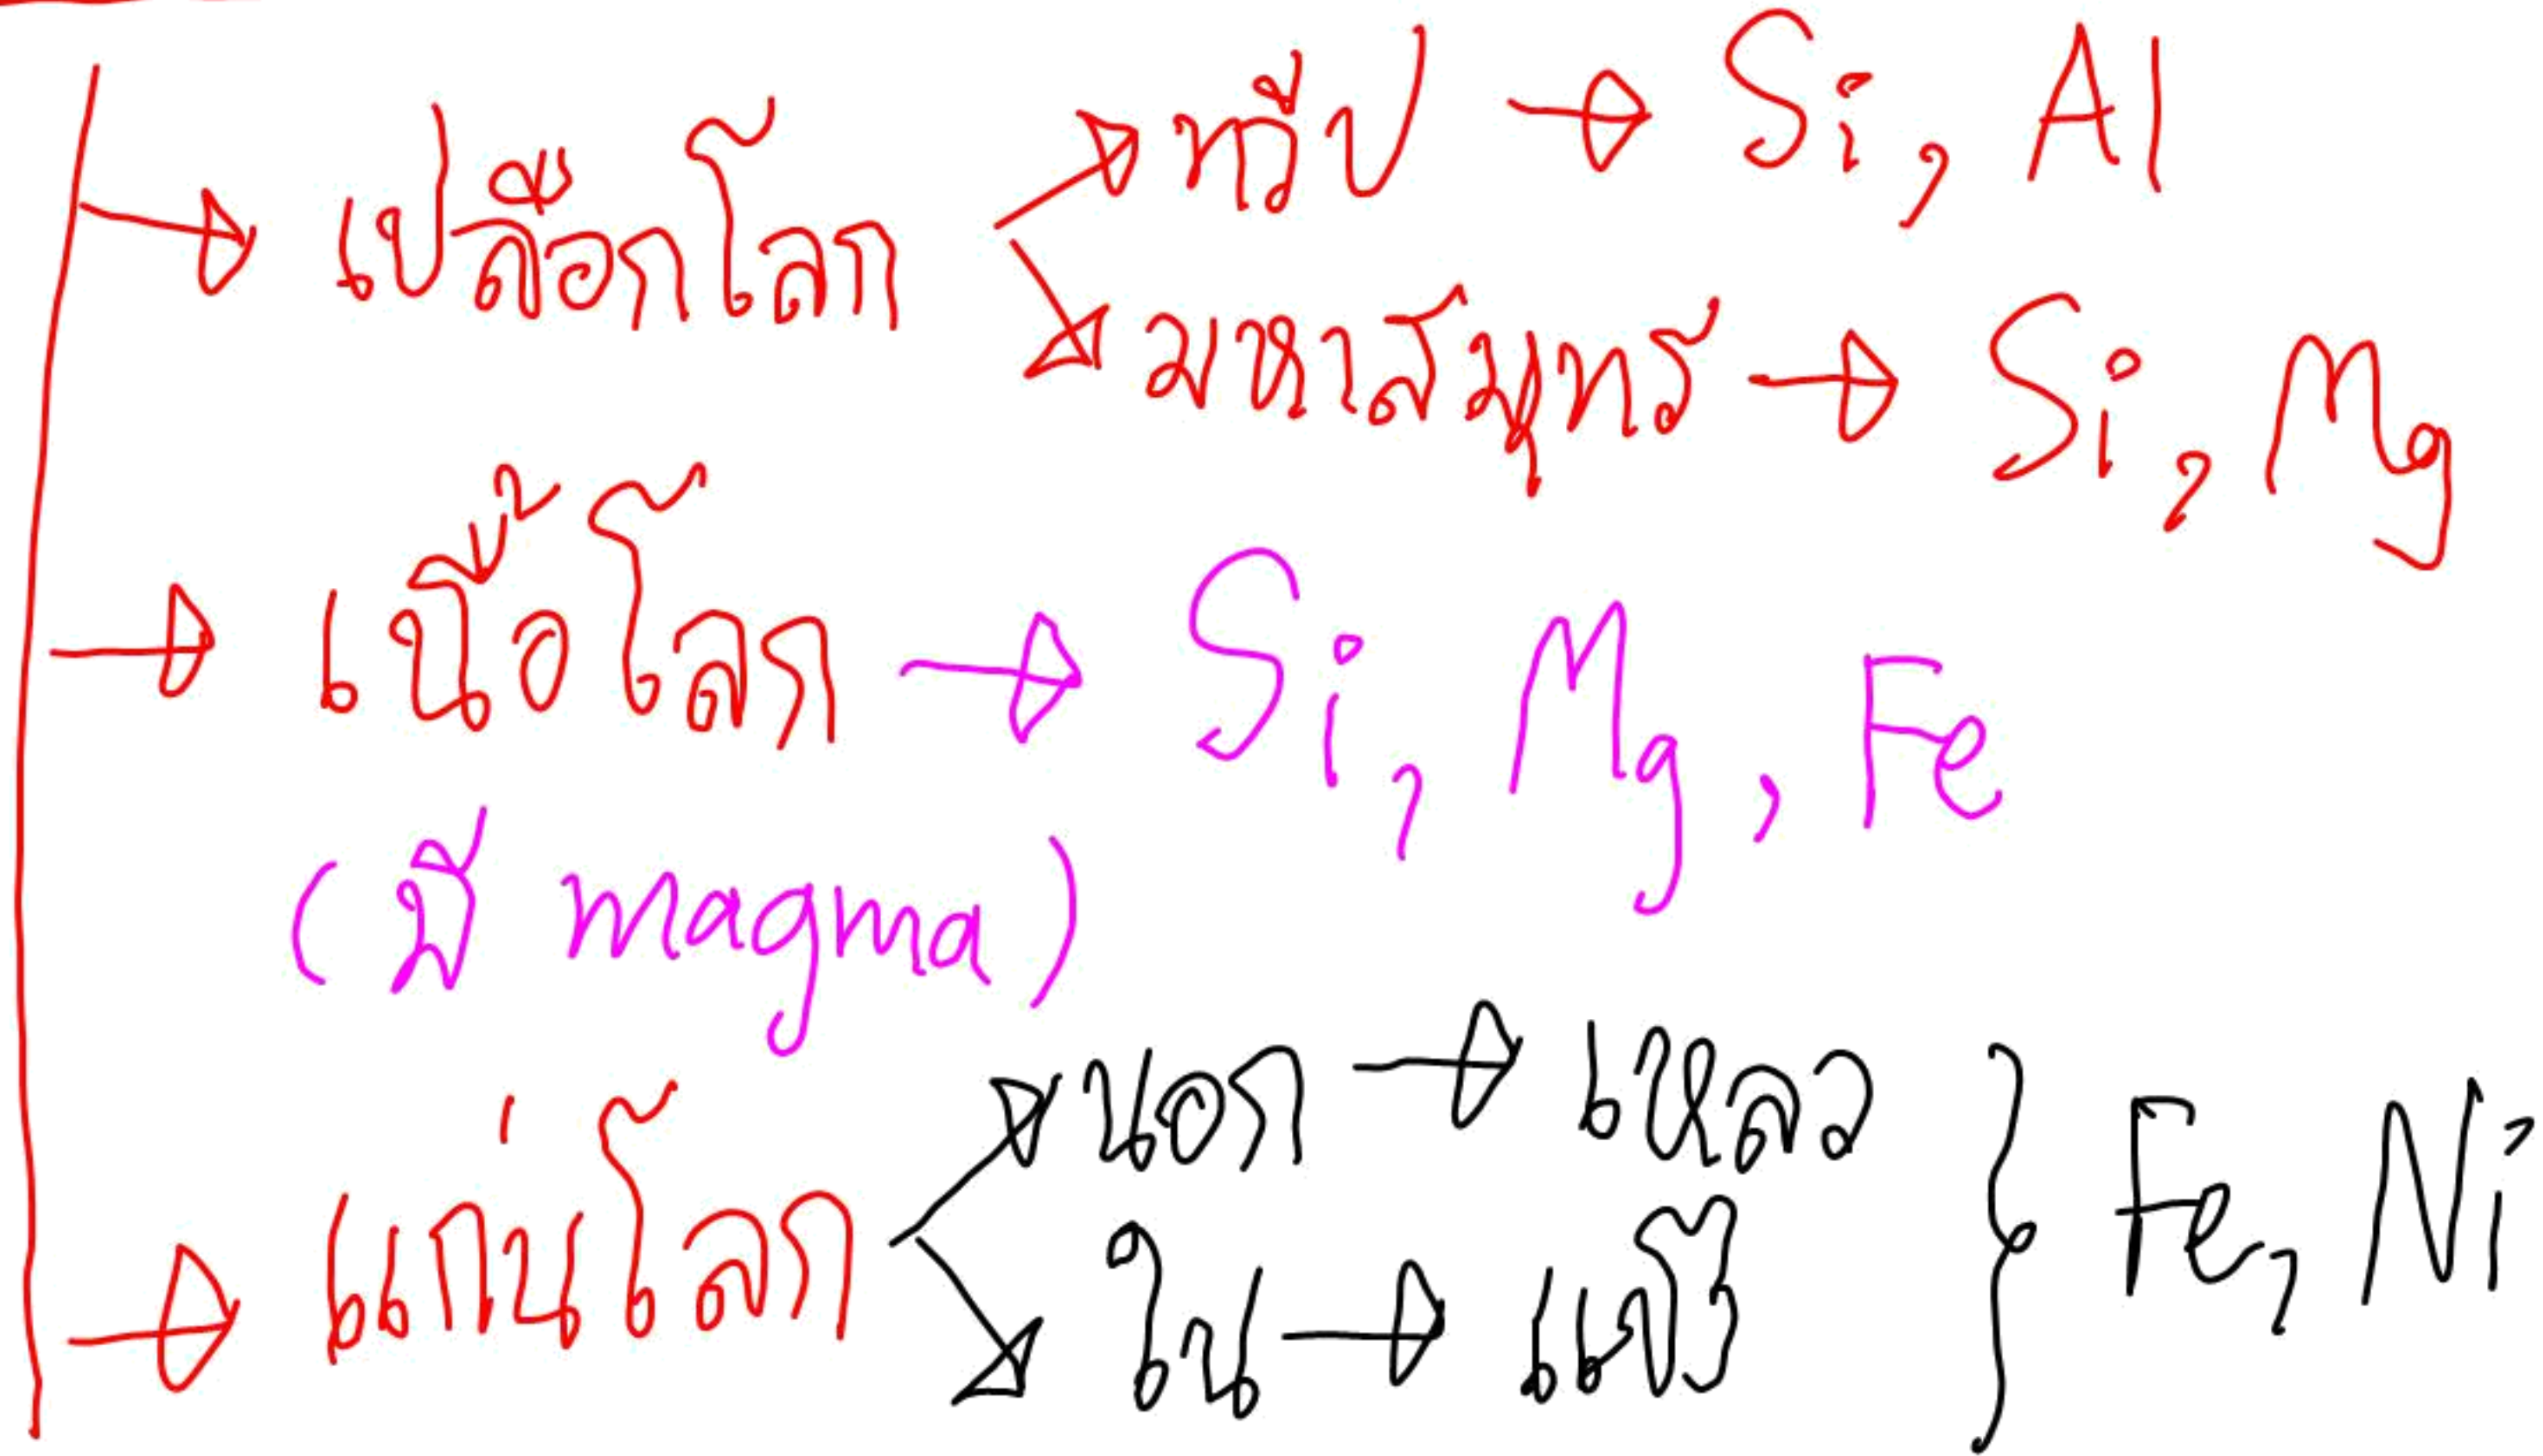 → เปลือกโลก → ทวีป → Si, Al
→ มหาสมุทร → Si, Mg
→ เนื้อโลก → Si, Mg, Fe
(มี magma)
→ แก่นโลก → นอก → เหลว } Fe, Ni
ใน → แข็ง